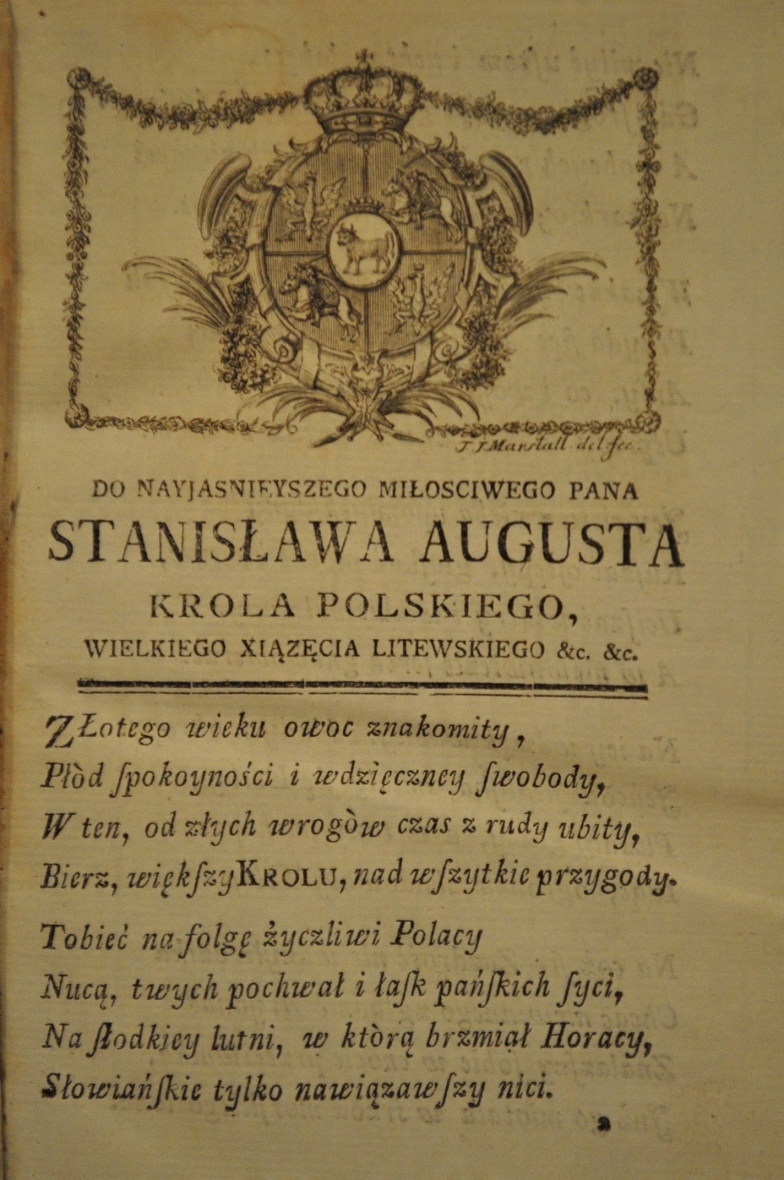 J J Marstall del fec.
DO NAYJASNIEYSZEGO MIŁOSCIWEGO PANA
STANISŁAWA AUGUSTA
KROLA POLSKIEGO,
WIELKIEGO XIĄZĘCIA LITEWSKIEGO &c. &c.
ZŁotego wieku owoc znakomity,
Płòd ſpokoyności i wdzięczney ſwobody,
W ten, od złych wrogòw czas z rudy ubity,
Bierz, więkſzy KROLU, nad wſzytkie przygody.
Tobieć na folgę życzliwi Polacy
Nucą, twych pochwał i łaſk pańſkich ſyci,
Na ſłodkiey lutni, w ktòrą brzmiał Horacy,
Słowiańſkie tylko nawiązawſzy nici.
a